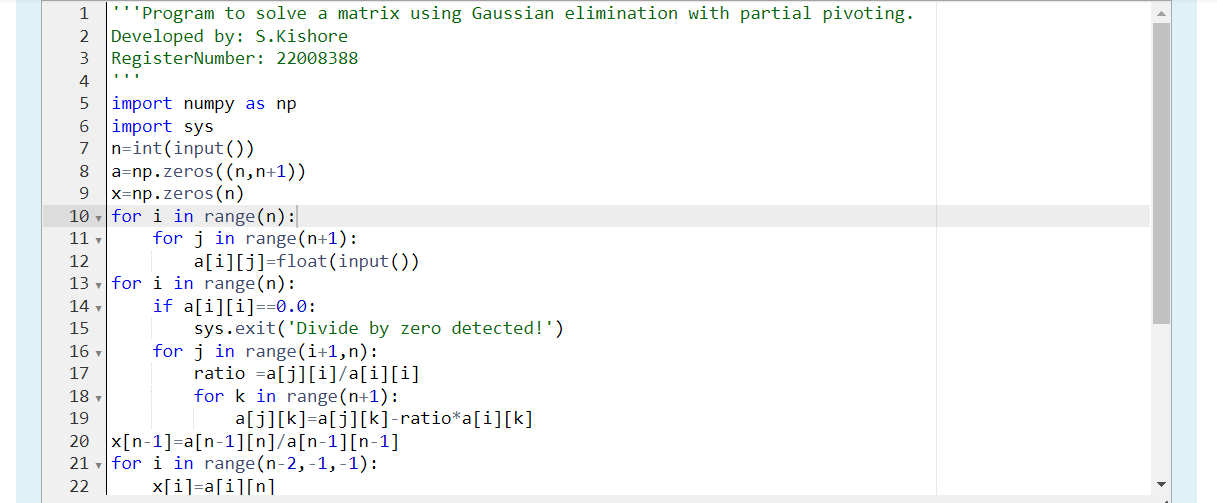 1 '''Program to solve a matrix using Gaussian elimination with partial pivoting.
2 Developed by: S.Kishore
3 RegisterNumber: 22008388
4 '''
5 import numpy as np
6 import sys
7 n=int(input())
8 a=np.zeros((n,n+1))
9 x=np.zeros(n)
10 for i in range(n):
11     for j in range(n+1):
12         a[i][j]=float(input())
13 for i in range(n):
14     if a[i][i]==0.0:
15         sys.exit('Divide by zero detected!')
16     for j in range(i+1,n):
17         ratio =a[j][i]/a[i][i]
18         for k in range(n+1):
19             a[j][k]=a[j][k]-ratio*a[i][k]
20 x[n-1]=a[n-1][n]/a[n-1][n-1]
21 for i in range(n-2,-1,-1):
22     x[i]=a[i][n]